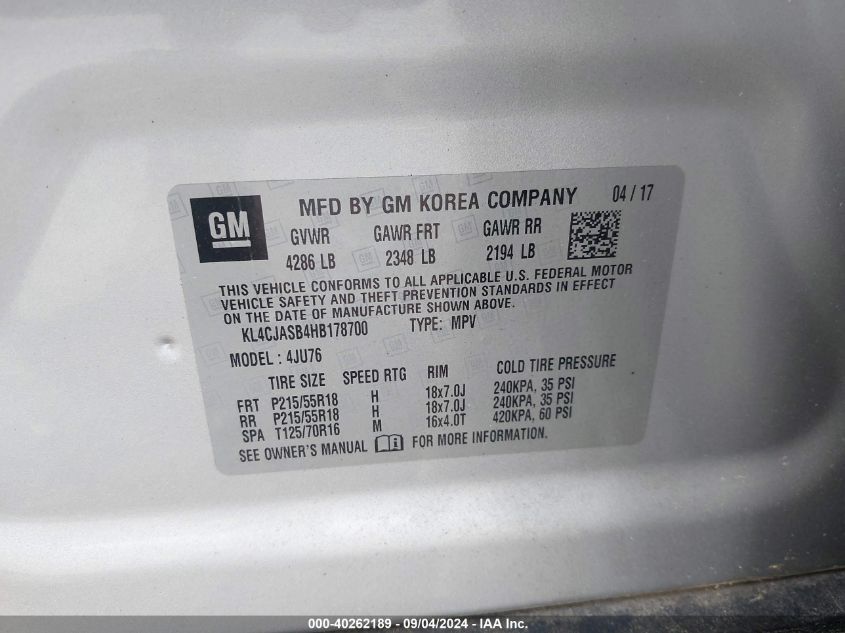 GM
MFD BY GM KOREA COMPANY 04 / 17
GVWR GAWR FRT GAWR RR
4286 LB 2348 LB 2194 LB
THIS VEHICLE CONFORMS TO ALL APPLICABLE U.S. FEDERAL MOTOR
VEHICLE SAFETY AND THEFT PREVENTION STANDARDS IN EFFECT
ON THE DATE OF MANUFACTURE SHOWN ABOVE.
KL4CJASB4HB178700 TYPE: MPV
MODEL : 4JU76
TIRE SIZE SPEED RTG RIM COLD TIRE PRESSURE
FRT P215/55R18 H 18x7.0J 240KPA, 35 PSI
RR P215/55R18 H 18x7.0J 240KPA, 35 PSI
SPA T125/70R16 M 16x4.0T 420KPA, 60 PSI
SEE OWNER'S MANUAL FOR MORE INFORMATION.
000-40262189 - 09/04/2024 - IAA Inc.